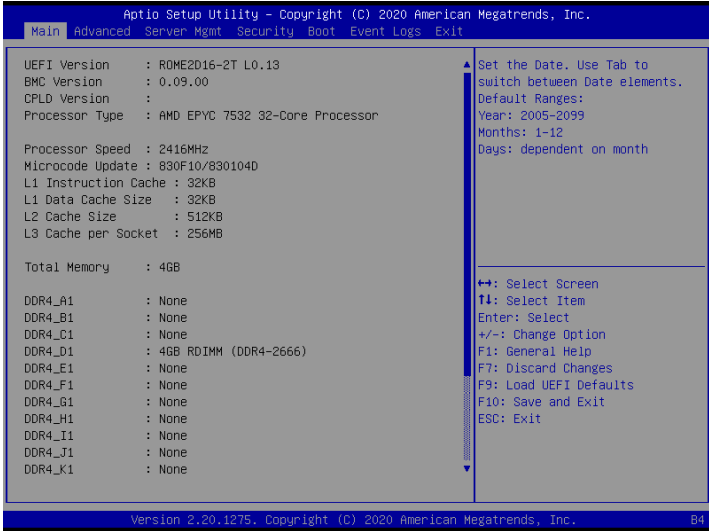 Aptio Setup Utility – Copyright (C) 2020 American Megatrends, Inc.
Main Advanced Server Mgmt Security Boot Event Logs Exit
UEFI Version : ROME2D16-2T L0.13
BMC Version : 0.09.00
CPLD Version :
Processor Type : AMD EPYC 7532 32-Core Processor
Processor Speed : 2416MHz
Microcode Update : 830F10/830104D
L1 Instruction Cache : 32KB
L1 Data Cache Size : 32KB
L2 Cache Size : 512KB
L3 Cache per Socket : 256MB
Total Memory : 4GB
DDR4_A1 : None
DDR4_B1 : None
DDR4_C1 : None
DDR4_D1 : 4GB RDIMM (DDR4-2666)
DDR4_E1 : None
DDR4_F1 : None
DDR4_G1 : None
DDR4_H1 : None
DDR4_I1 : None
DDR4_J1 : None
DDR4_K1 : None
Set the Date. Use Tab to
switch between Date elements.
Default Ranges:
Year: 2005-2099
Months: 1-12
Days: dependent on month
↔: Select Screen
↑↓: Select Item
Enter: Select
+/-: Change Option
F1: General Help
F7: Discard Changes
F9: Load UEFI Defaults
F10: Save and Exit
ESC: Exit
Version 2.20.1275. Copyright (C) 2020 American Megatrends, Inc.
B4